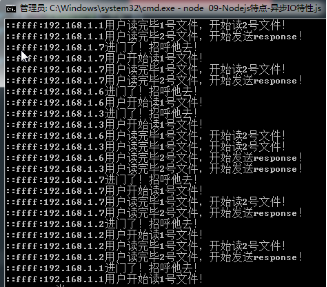 管理员: C:\Windows\system32\cmd.exe - node  09-Nodejs特点-异步IO特性.js
::ffff:192.168.1.1用户读完毕1号文件，开始读2号文件！
::ffff:192.168.1.1用户读完毕2号文件，开始发送response！
::ffff:192.168.1.7进门了！招呼他去！
::ffff:192.168.1.7用户开始读1号文件！
::ffff:192.168.1.7用户读完毕1号文件，开始读2号文件！
::ffff:192.168.1.7用户读完毕2号文件，开始发送response！
::ffff:192.168.1.6进门了！招呼他去！
::ffff:192.168.1.6用户开始读1号文件！
::ffff:192.168.1.3进门了！招呼他去！
::ffff:192.168.1.3用户开始读1号文件！
::ffff:192.168.1.6用户读完毕1号文件，开始读2号文件！
::ffff:192.168.1.3用户读完毕1号文件，开始读2号文件！
::ffff:192.168.1.6用户读完毕2号文件，开始发送response！
::ffff:192.168.1.3用户读完毕2号文件，开始发送response！
::ffff:192.168.1.7进门了！招呼他去！
::ffff:192.168.1.7用户开始读1号文件！
::ffff:192.168.1.7用户读完毕1号文件，开始读2号文件！
::ffff:192.168.1.7用户读完毕2号文件，开始发送response！
::ffff:192.168.1.2进门了！招呼他去！
::ffff:192.168.1.2用户开始读1号文件！
::ffff:192.168.1.2用户读完毕1号文件，开始读2号文件！
::ffff:192.168.1.2用户读完毕2号文件，开始发送response！
::ffff:192.168.1.1进门了！招呼他去！
::ffff:192.168.1.1用户开始读1号文件！